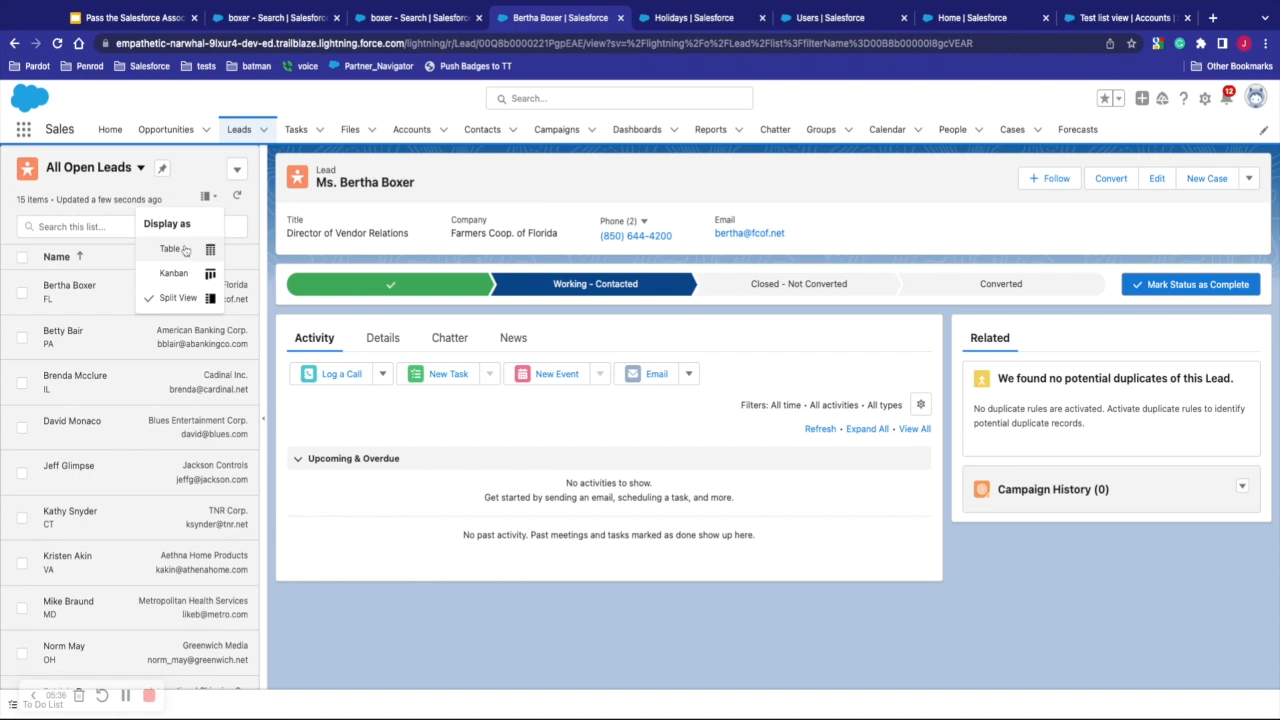 Pass the Salesforce Assoc
boxer - Search | Salesforce
boxer - Search | Salesforce
Bertha Boxer | Salesforce
Holidays | Salesforce
Users | Salesforce
Home | Salesforce
Test list view | Accounts |
empathetic-narwhal-9lxur4-dev-ed.trailblaze.lightning.force.com/lightning/r/Lead/00Q8b0000221PgpEAE/view?sv=%2Flightning%2Fo%2FLead%2Flist%3FfilterName%3D00B8b00000I8gcVEAR
J
Pardot Penrod Salesforce tests batman voice Partner_Navigator Push Badges to TT Other Bookmarks
Search...
12
Sales Home Opportunities Leads Tasks Files Accounts Contacts Campaigns Dashboards Reports Chatter Groups Calendar People Cases Forecasts
All Open Leads
15 items • Updated a few seconds ago
Search this list...
Display as
Table
Kanban
Split View
Name
Bertha Boxer
Florida
FL
cof.net
Betty Bair
American Banking Corp.
PA
bblair@abankingco.com
Brenda Mcclure
Cadinal Inc.
IL
brenda@cardinal.net
David Monaco
Blues Entertainment Corp.
david@blues.com
Jeff Glimpse
Jackson Controls
jeffg@jackson.com
Kathy Snyder
TNR Corp.
CT
ksynder@tnr.net
Kristen Akin
Aethna Home Products
VA
kakin@athenahome.com
Mike Braund
Metropolitan Health Services
MD
likeb@metro.com
Norm May
Greenwich Media
OH
norm_may@greenwich.net
05:36
To Do List
Lead
Ms. Bertha Boxer
+ Follow
Convert
Edit
New Case
Title
Director of Vendor Relations
Company
Farmers Coop. of Florida
Phone (2)
(850) 644-4200
Email
bertha@fcof.net
Working - Contacted
Closed - Not Converted
Converted
Mark Status as Complete
Activity
Details
Chatter
News
Log a Call
New Task
New Event
Email
Filters: All time • All activities • All types
Refresh • Expand All • View All
Upcoming & Overdue
No activities to show.
Get started by sending an email, scheduling a task, and more.
No past activity. Past meetings and tasks marked as done show up here.
Related
We found no potential duplicates of this Lead.
No duplicate rules are activated. Activate duplicate rules to identify
potential duplicate records.
Campaign History (0)